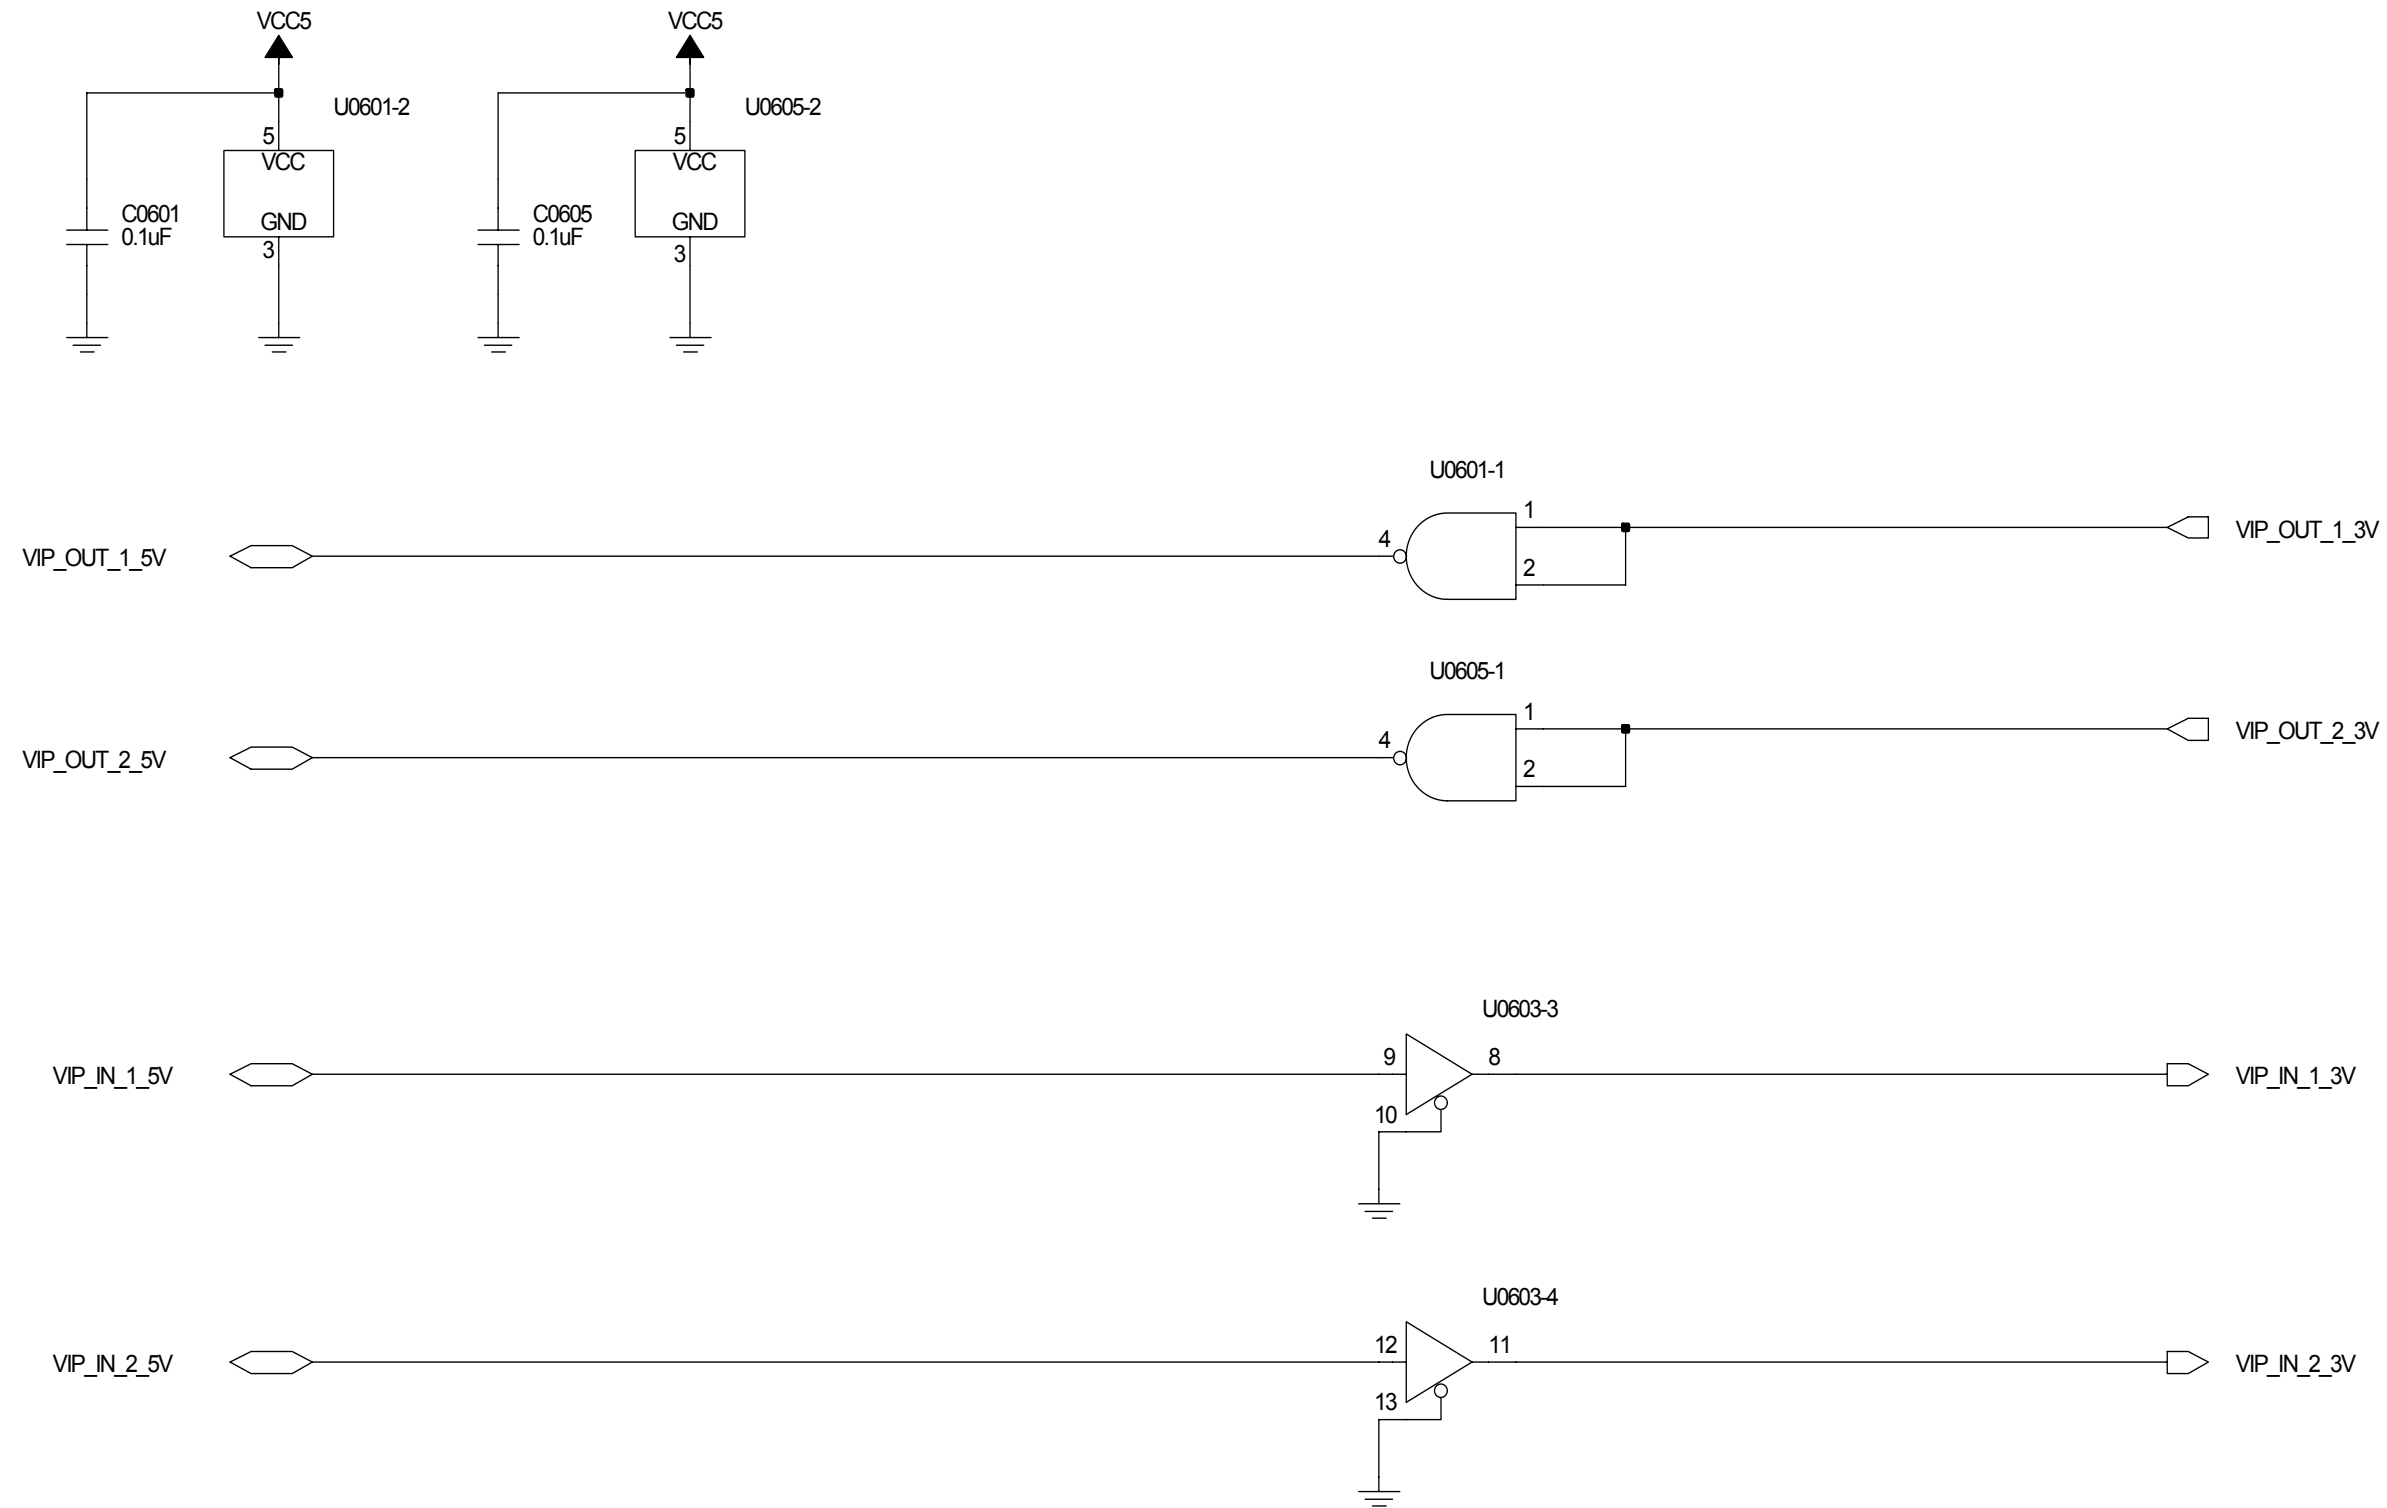 VCC5
VCC5
U0601-2
U0605-2
5
VCC
5
VCC
C0601
0.1uF
GND
3
C0605
0.1uF
GND
3
U0601-1
VIP_OUT_1_5V
4
1
2
VIP_OUT_1_3V
U0605-1
VIP_OUT_2_5V
4
1
2
VIP_OUT_2_3V
U0603-3
VIP_IN_1_5V
9
8
10
VIP_IN_1_3V
U0603-4
VIP_IN_2_5V
12
11
13
VIP_IN_2_3V